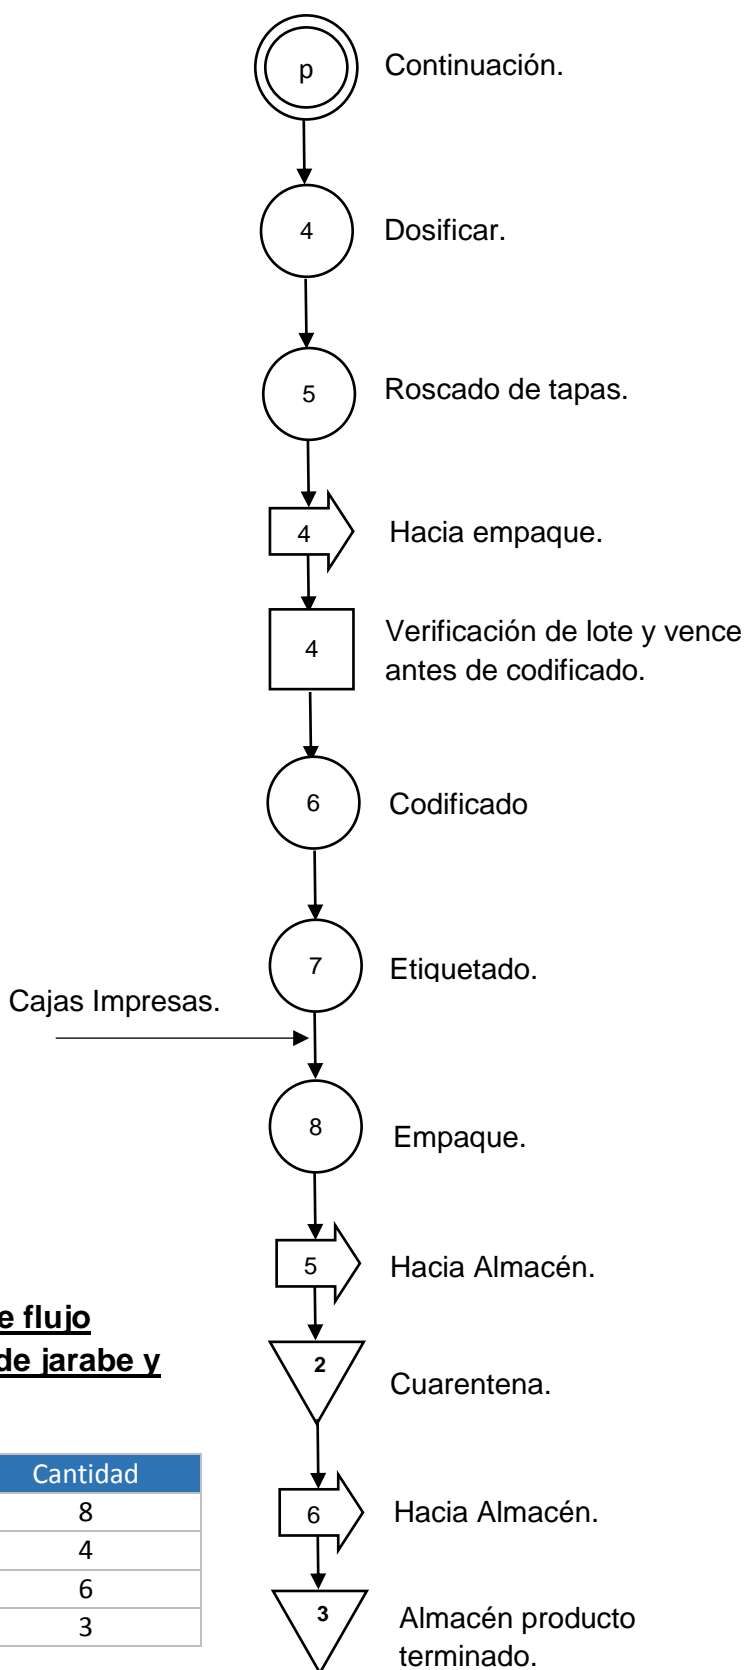 p
Continuación.
4
Dosificar.
5
Roscado de tapas.
4
Hacia empaque.
4
Verificación de lote y vence
antes de codificado.
6
Codificado
7
Etiquetado.
Cajas Impresas.
8
Empaque.
5
Hacia Almacén.
2
Cuarentena.
6
Hacia Almacén.
3
Almacén producto
terminado.
e flujo
de jarabe y
Cantidad
8
4
6
3